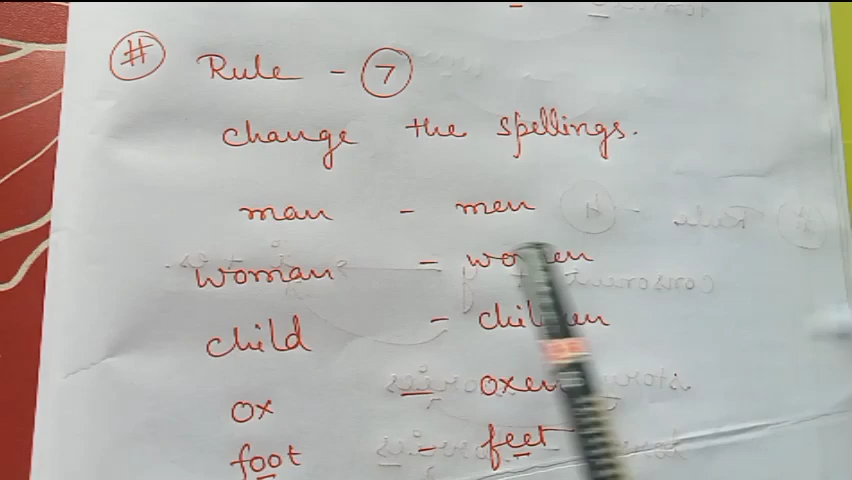 # Rule - 7
change the spellings.
man - men
woman - women
child - children
ox oxen
foot - feet